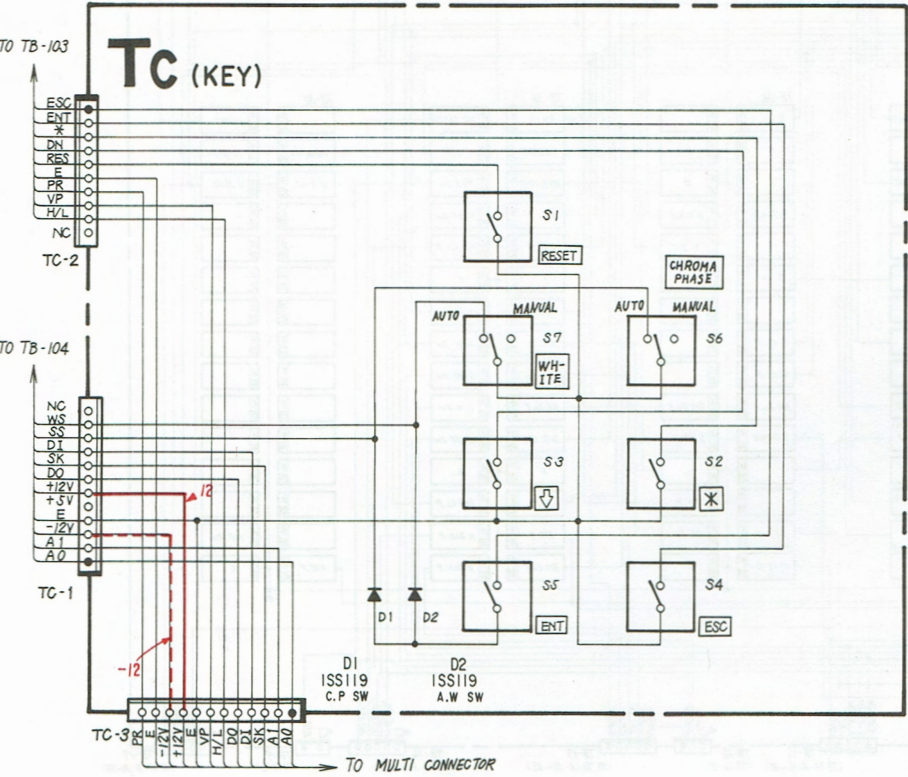 TO TB-103
TC (KEY)
ESC
ENT
*
DN
RES
E
PR
VP
H/L
NC
TC-2
S1
RESET
CHROMA
PHASE
AUTO
MANUAL
S7
WH-
ITE
AUTO
MANUAL
S6
TO TB-104
NC
WS
SS
DI
SK
DO
+12V
+5V
E
-12V
A1
A0
TC-1
12
-12
S3
S2
*
S5
ENT
S4
ESC
D1
D2
D1
1SS119
C.P SW
D2
1SS119
A.W SW
TC-3
PR
E
-12V
+12V
E
VP
H/L
DO
DI
SK
A1
A0
TO MULTI CONNECTOR